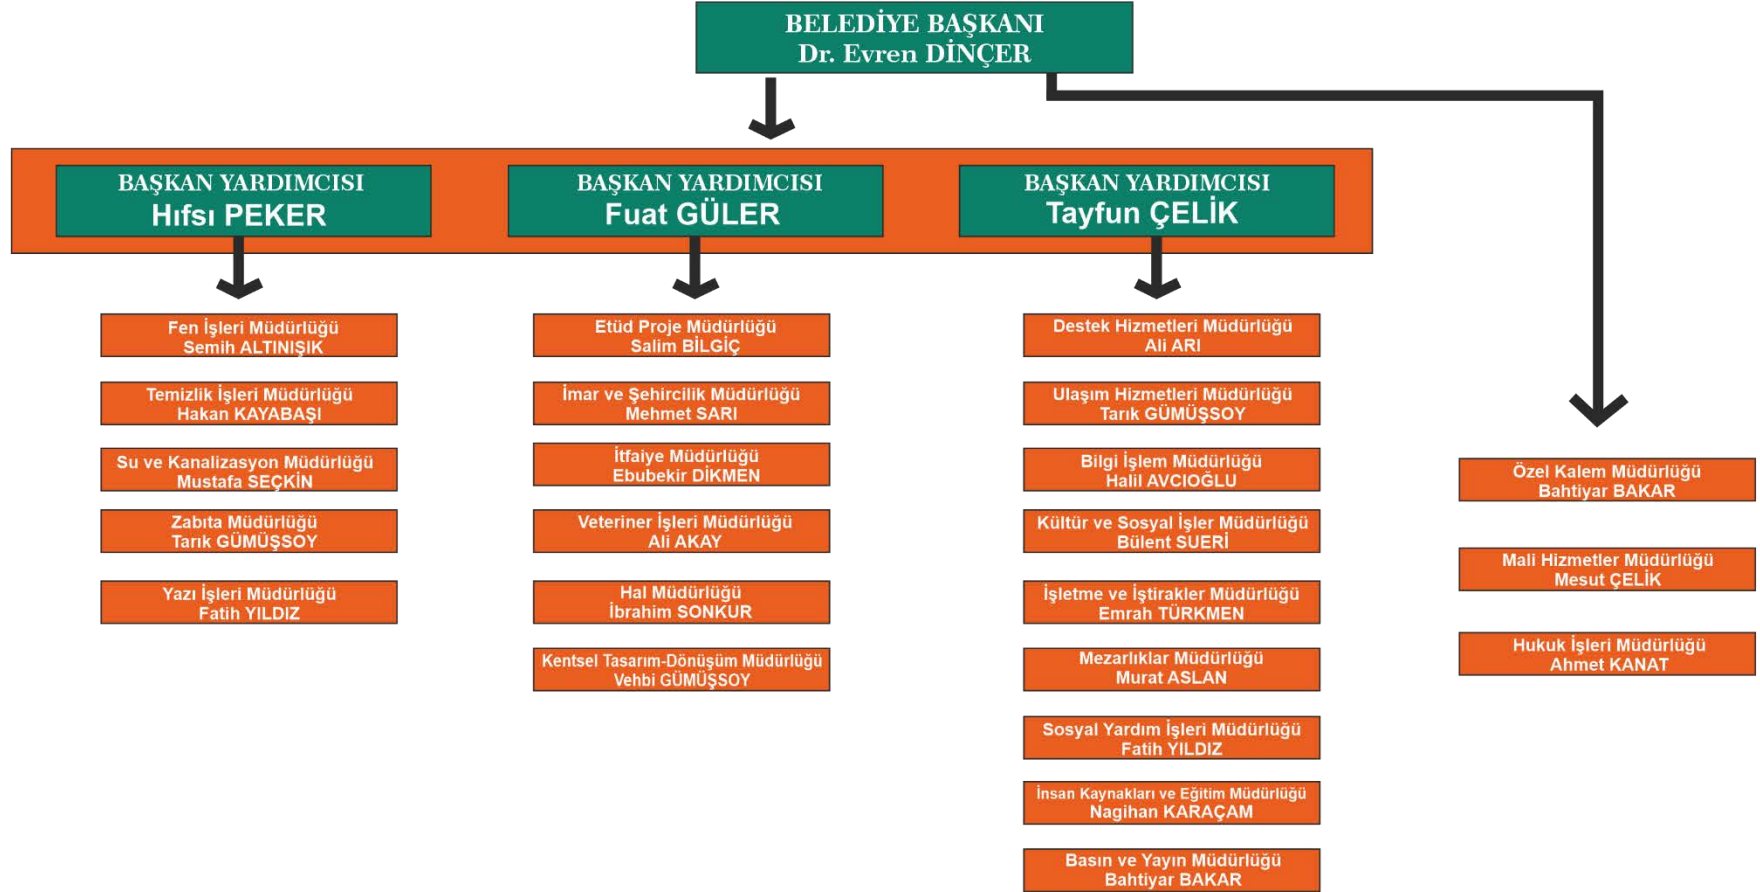 BELEDİYE BAŞKANI
Dr. Evren DİNÇER
BAŞKAN YARDIMCISI
Hıfsı PEKER
BAŞKAN YARDIMCISI
Fuat GÜLER
BAŞKAN YARDIMCISI
Tayfun ÇELİK
Fen İşleri Müdürlüğü
Semih ALTINIŞIK
Temizlik İşleri Müdürlüğü
Hakan KAYABAŞI
Su ve Kanalizasyon Müdürlüğü
Mustafa SEÇKİN
Zabıta Müdürlüğü
Tarık GÜMÜŞSOY
Yazı İşleri Müdürlüğü
Fatih YILDIZ
Etüd Proje Müdürlüğü
Salim BİLGİÇ
İmar ve Şehircilik Müdürlüğü
Mehmet SARI
İtfaiye Müdürlüğü
Ebubekir DİKMEN
Veteriner İşleri Müdürlüğü
Ali AKAY
Hal Müdürlüğü
İbrahim SONKUR
Kentsel Tasarım-Dönüşüm Müdürlüğü
Vehbi GÜMÜŞSOY
Destek Hizmetleri Müdürlüğü
Ali ARI
Ulaşım Hizmetleri Müdürlüğü
Tarık GÜMÜŞSOY
Bilgi İşlem Müdürlüğü
Halil AVCIOĞLU
Kültür ve Sosyal İşler Müdürlüğü
Bülent SUERİ
İşletme ve İştirakler Müdürlüğü
Emrah TÜRKMEN
Mezarlıklar Müdürlüğü
Murat ASLAN
Sosyal Yardım İşleri Müdürlüğü
Fatih YILDIZ
İnsan Kaynakları ve Eğitim Müdürlüğü
Nagihan KARAÇAM
Basın ve Yayın Müdürlüğü
Bahtiyar BAKAR
Özel Kalem Müdürlüğü
Bahtiyar BAKAR
Mali Hizmetler Müdürlüğü
Mesut ÇELİK
Hukuk İşleri Müdürlüğü
Ahmet KANAT